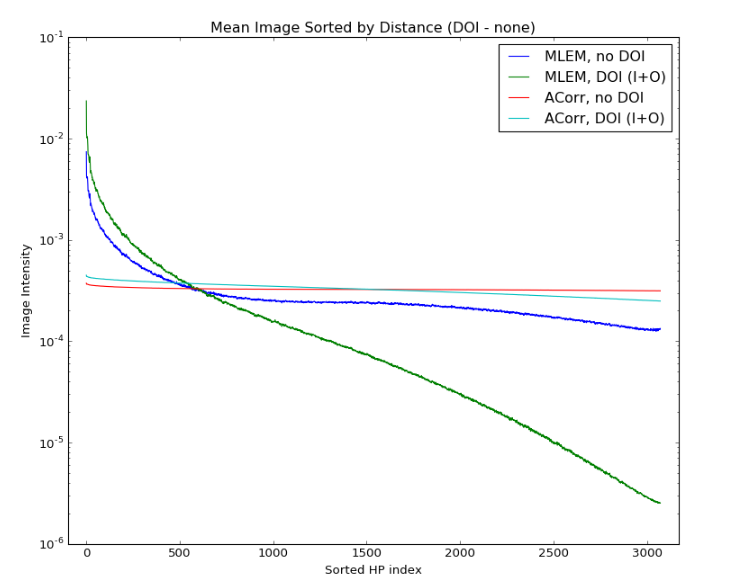 Mean Image Sorted by Distance (DOI - none)
10^-1
10^-2
10^-3
10^-4
10^-5
10^-6
Image Intensity
MLEM, no DOI
MLEM, DOI (I+O)
ACorr, no DOI
ACorr, DOI (I+O)
0 500 1000 1500 2000 2500 3000
Sorted HP index